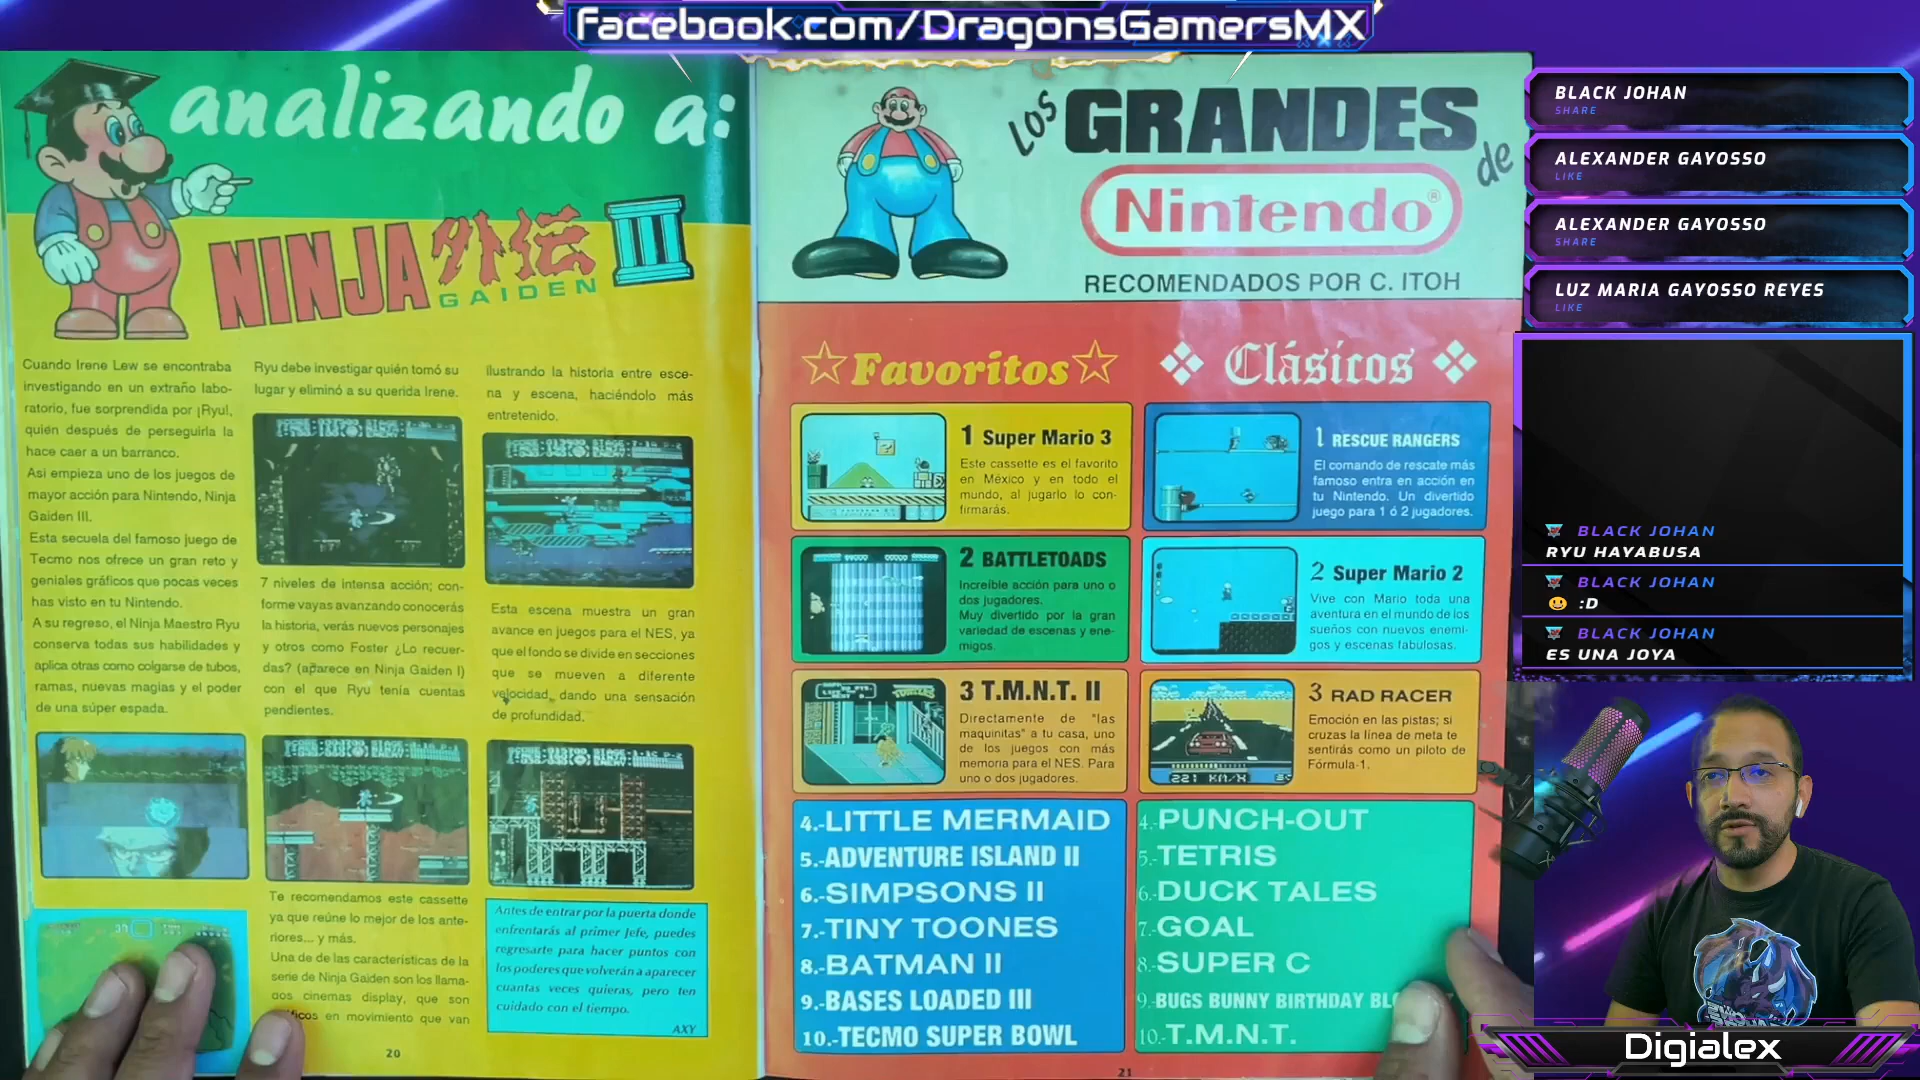 Facebook.com/DragonsGamersMX
analizando a:
NINJA 外伝 III
GAIDEN
Cuando Irene Lew se encontraba
investigando en un extraño labo-
ratorio, fue sorprendida por ¡Ryu!,
quién después de perseguirla la
hace caer a un barranco.
Asi empieza uno de los juegos de
mayor acción para Nintendo, Ninja
Gaiden III.
Esta secuela del famoso juego de
Tecmo nos ofrece un gran reto y
geniales gráficos que pocas veces
has visto en tu Nintendo.
A su regreso, el Ninja Maestro Ryu
conserva todas sus habilidades y
aplica otras como colgarse de tubos,
ramas, nuevas magias y el poder
de una súper espada.
Ryu debe investigar quién tomó su
lugar y eliminó a su querida Irene.
7 niveles de intensa acción; con-
forme vayas avanzando conocerás
la historia, verás nuevos personajes
y otros como Foster ¿Lo recuer-
das? (aparece en Ninja Gaiden I)
con el que Ryu tenía cuentas
pendientes.
Te recomendamos este cassette
ya que reúne lo mejor de los ante-
riores... y más.
Una de de las características de la
serie de Ninja Gaiden son los llama-
dos cinemas display, que son
en movimiento que van
ilustrando la historia entre esce-
na y escena, haciéndolo más
entretenido.
Esta escena muestra un gran
avance en juegos para el NES, ya
que el fondo se divide en secciones
que se mueven a diferente
velocidad, dando una sensación
de profundidad.
Antes de entrar por la puerta donde
enfrentarás al primer Jefe, puedes
regresarte para hacer puntos con
los poderes que volverán a aparecer
cuantas veces quieras, pero ten
cuidado con el tiempo.
AXY
20
Los GRANDES de
Nintendo®
RECOMENDADOS POR C. ITOH
Favoritos
1 Super Mario 3
Este cassette es el favorito
en México y en todo el
mundo, al jugarlo lo con-
firmarás.
2 BATTLETOADS
Increíble acción para uno o
dos jugadores.
Muy divertido por la gran
variedad de escenas y ene-
migos.
3 T.M.N.T. II
Directamente de "las
maquinitas" a tu casa, uno
de los juegos con más
memoria para el NES. Para
uno o dos jugadores.
4.-LITTLE MERMAID
5.-ADVENTURE ISLAND II
6.-SIMPSONS II
7.-TINY TOONES
8.-BATMAN II
9.-BASES LOADED III
10.-TECMO SUPER BOWL
Clásicos
1 RESCUE RANGERS
El comando de rescate más
famoso entra en acción en
tu Nintendo. Un divertido
juego para 1 ó 2 jugadores.
2 Super Mario 2
Vive con Mario toda una
aventura en el mundo de los
sueños con nuevos enemi-
gos y escenas fabulosas.
3 RAD RACER
Emoción en las pistas; si
cruzas la línea de meta te
sentirás como un piloto de
Fórmula-1.
221 KM/H
4.-PUNCH-OUT
5.-TETRIS
6.-DUCK TALES
7.-GOAL
8.-SUPER C
9.-BUGS BUNNY BIRTHDAY
10.-T.M.N.T.
21
BLACK JOHAN
SHARE
ALEXANDER GAYOSSO
LIKE
ALEXANDER GAYOSSO
SHARE
LUZ MARIA GAYOSSO REYES
LIKE
BLACK JOHAN
RYU HAYABUSA
BLACK JOHAN
:D
BLACK JOHAN
ES UNA JOYA
Digialex